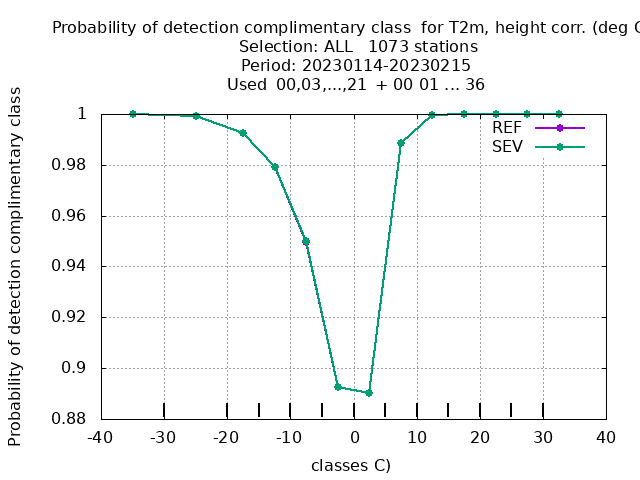 Probability of detection complimentary class  for T2m, height corr. (deg C
Selection: ALL   1073 stations
Period: 20230114-20230215
Used  00,03,...,21  + 00 01 ... 36
Probability of detection complimentary class
1
0.98
0.96
0.94
0.92
0.9
0.88
REF
SEV
-40 -30 -20 -10 0 10 20 30 40
classes C)